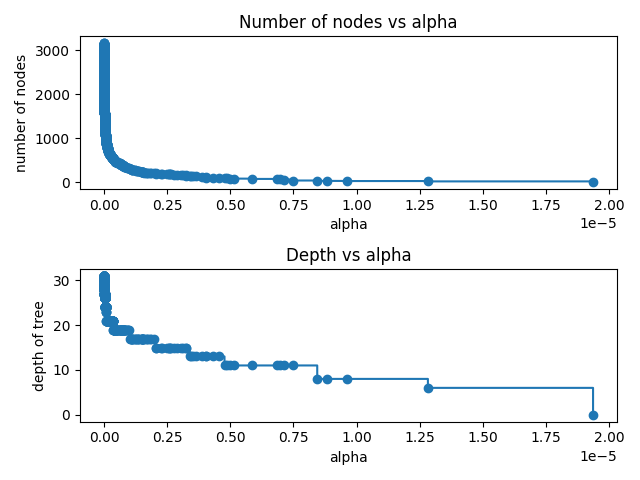 Number of nodes vs alpha
number of nodes
3000
2000
1000
0
0.00 0.25 0.50 0.75 1.00 1.25 1.50 1.75 2.00
alpha
1e−5
Depth vs alpha
depth of tree
30
20
10
0
0.00 0.25 0.50 0.75 1.00 1.25 1.50 1.75 2.00
alpha
1e−5